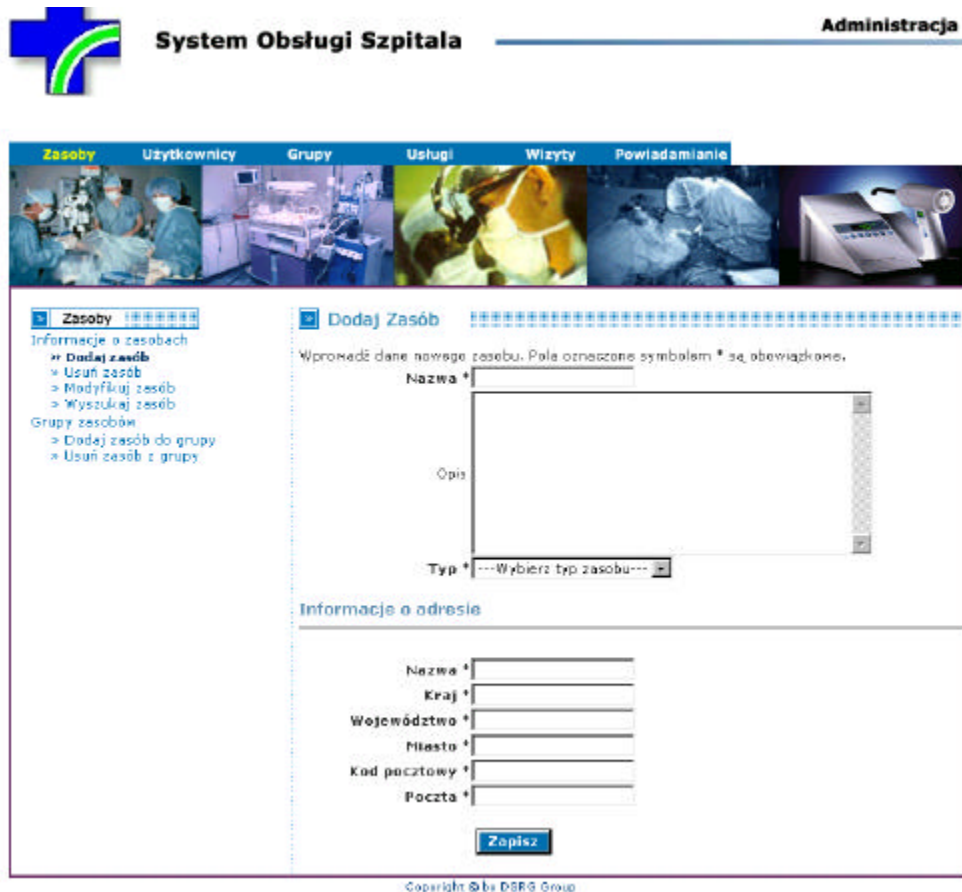 System Obsługi Szpitala
Administracja
Zasoby Użytkownicy Grupy Usługi Wizyty Powiadamianie
» Zasoby
Informacje o zasobach
» Dodaj zasób
» Usuń zasób
» Modyfikuj zasób
» Wyszukaj zasób
Grupy zasobów
» Dodaj zasób do grupy
» Usuń zasób z grupy
» Dodaj Zasób
Wprowadź dane nowego zasobu. Pola oznaczone symbolem * są obowiązkowe.
Nazwa *
Opis
Typ * ---Wybierz typ zasobu---
Informacje o adresie
Nazwa *
Kraj *
Województwo *
Miasto *
Kod pocztowy *
Poczta *
Zapisz
Copyright © by DSRG Group